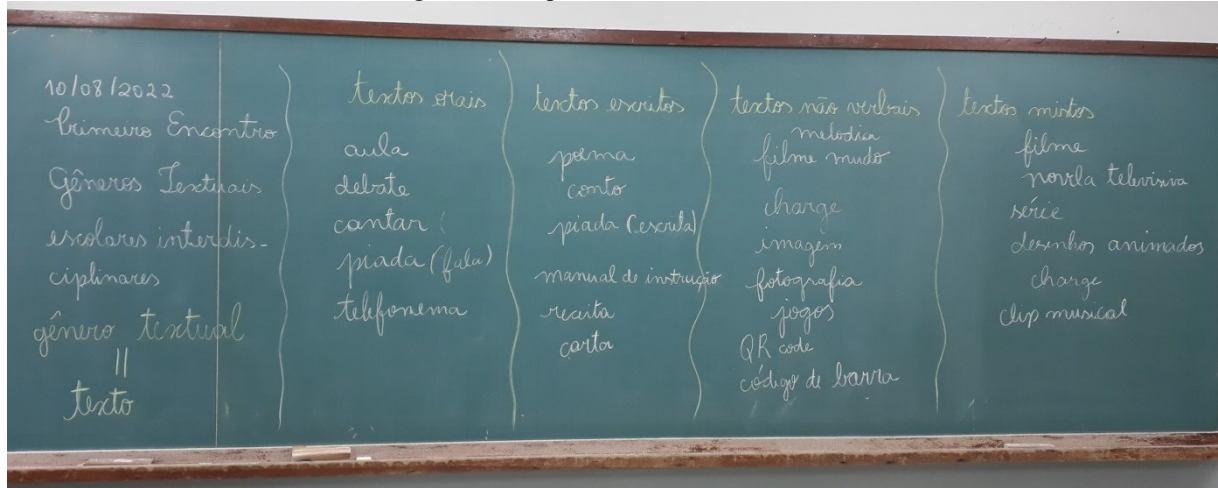 10/08/2022
Primeiro Encontro
Gêneros Textuais
escolares interdis-
ciplinares
gênero textual
||
texto
textos orais
aula
debate
cantar (
piada (fala)
telefonema
textos escritos
poema
conto
piada (escrita)
manual de instrução
receita
carta
textos não verbais
melodia
filme mudo
charge
imagem
fotografia
jogos
QR code
código de barra
textos mistos
filme
novela televisiva
série
desenhos animados
charge
clip musical